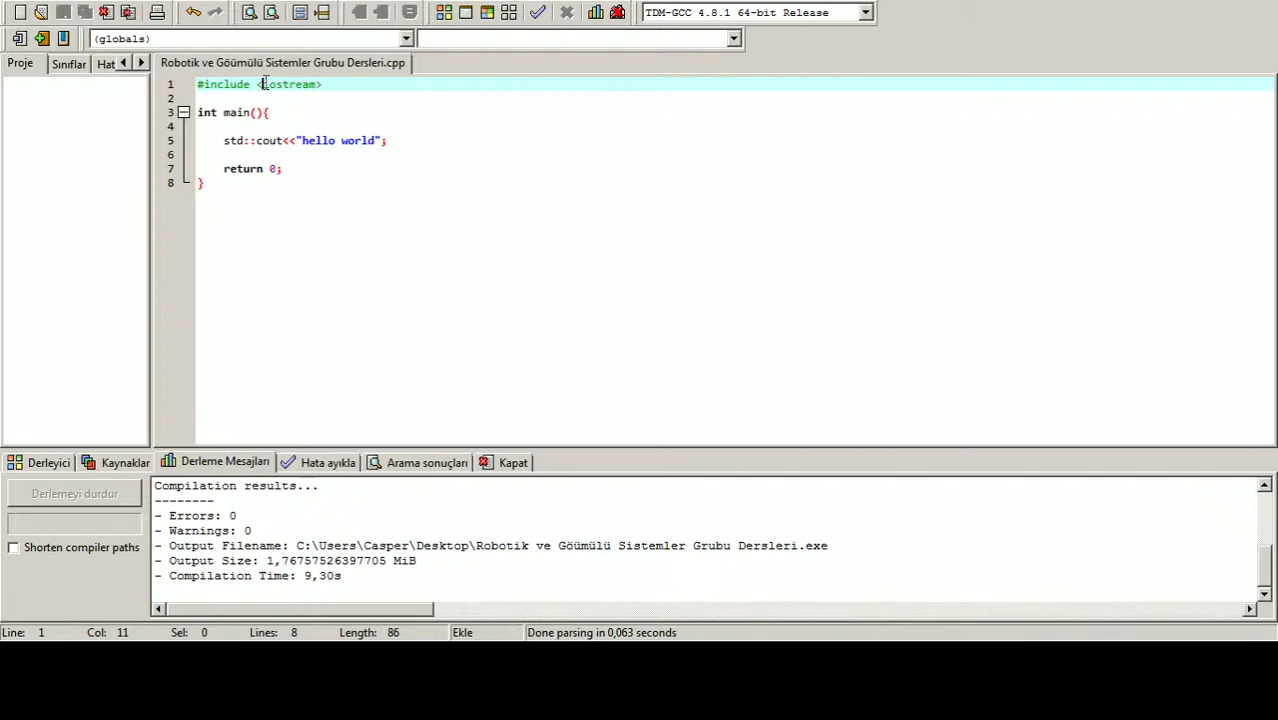 TDM-GCC 4.8.1 64-bit Release
(globals)
Proje Sınıflar Hat
Robotik ve Göümülü Sistemler Grubu Dersleri.cpp
1 #include <iostream>
2
3 int main(){
4
5 std::cout<<"hello world";
6
7 return 0;
8 }
Derleyici Kaynaklar Derleme Mesajları Hata ayıkla Arama sonuçları Kapat
Derlemeyi durdur
Shorten compiler paths
Compilation results...
--------
- Errors: 0
- Warnings: 0
- Output Filename: C:\Users\Casper\Desktop\Robotik ve Göümülü Sistemler Grubu Dersleri.exe
- Output Size: 1,76757526397705 MiB
- Compilation Time: 9,30s
Line: 1 Col: 11 Sel: 0 Lines: 8 Length: 86 Ekle Done parsing in 0,063 seconds